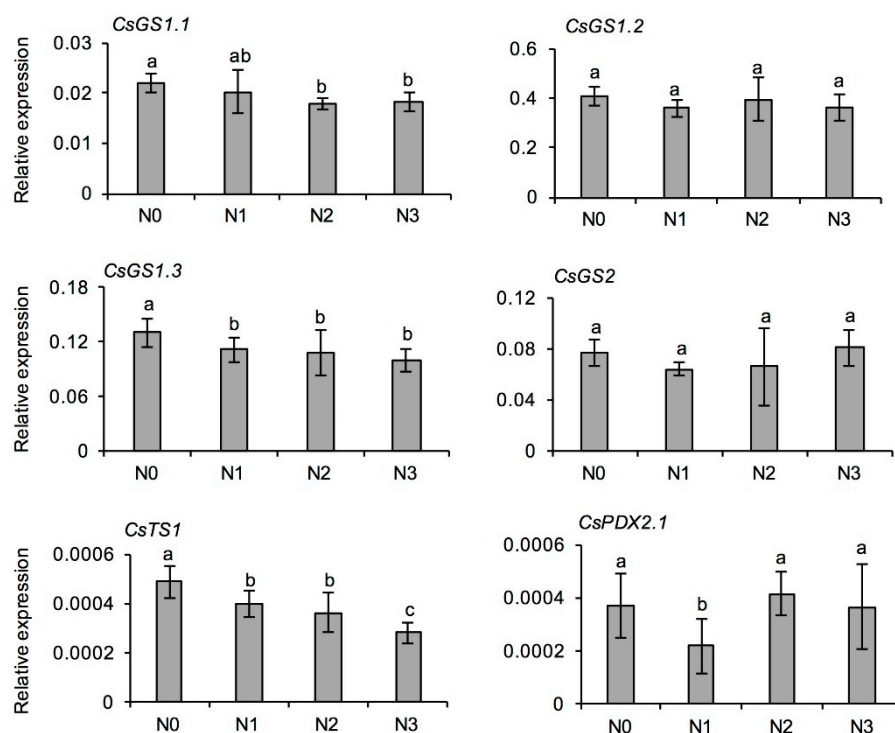 CsGS1.1
Relative expression
0.03
0.02
0.01
0
a
ab
b
b
N0
N1
N2
N3
CsGS1.2
0.6
0.4
0.2
0
a
a
a
a
N0
N1
N2
N3
CsGS1.3
Relative expression
0.18
0.12
0.06
0
a
b
b
b
N0
N1
N2
N3
CsGS2
0.12
0.08
0.04
0
a
a
a
a
N0
N1
N2
N3
CsTS1
Relative expression
0.0006
0.0004
0.0002
0
a
b
b
c
N0
N1
N2
N3
CsPDX2.1
0.0006
0.0004
0.0002
0
a
b
a
a
N0
N1
N2
N3